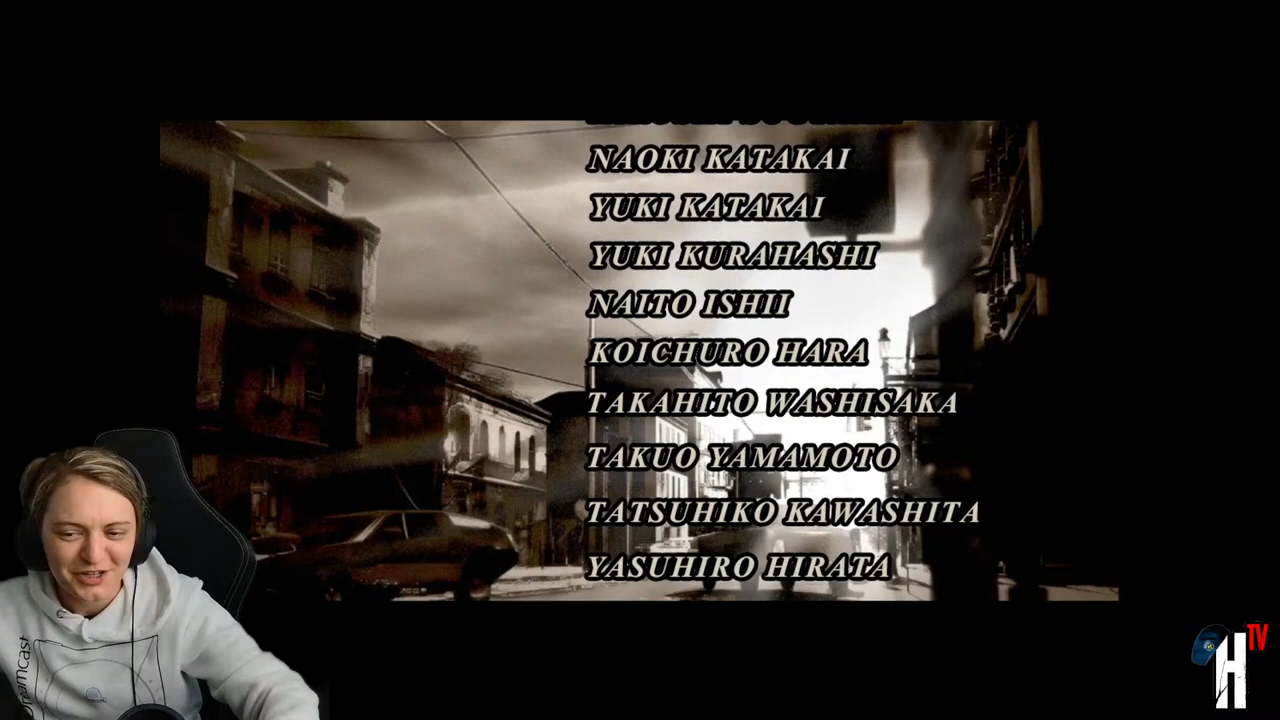 NAOKI KATAKAI
YUKI KATAKAI
YUKI KURAHASHI
NAITO ISHII
KOICHURO HARA
TAKAHITO WASHISAKA
TAKUO YAMAMOTO
TATSUHIKO KAWASHITA
YASUHIRO HIRATA
Dreamcast
H TV